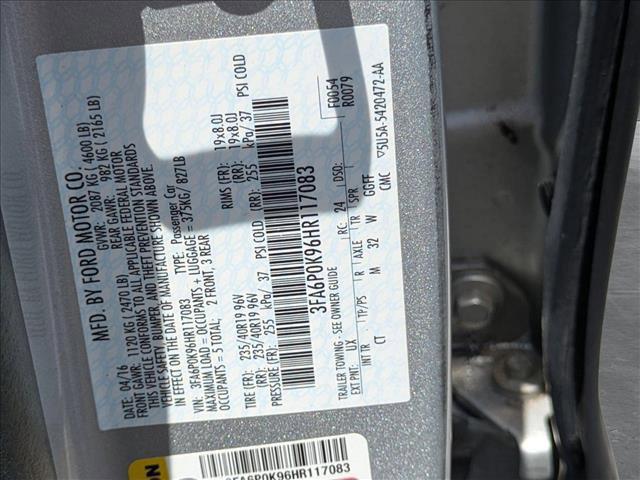 MFD. BY FORD MOTOR CO.
DATE: 04/16 GVWR: 2087 KG ( 4600 LB)
FRONT GAWR: 1120 KG ( 2470 LB) REAR GAWR: 982 KG ( 2165 LB)
THIS VEHICLE CONFORMS TO ALL APPLICABLE FEDERAL MOTOR
VEHICLE SAFETY, BUMPER, AND THEFT PREVENTION STANDARDS
IN EFFECT ON THE DATE OF MANUFACTURE SHOWN ABOVE.
VIN: 3FA6P0K96HR117083 TYPE: Passenger Car
MAXIMUM LOAD = OCCUPANTS + LUGGAGE = 375KG / 827LB
OCCUPANTS = 5 TOTAL: 2 FRONT, 3 REAR
TIRE (FR): 235/40R19 96V RIMS (FR): 19x8.0J
(RR): 235/40R19 96V (RR): 19x8.0J
PRESSURE (FR): 255 kPa/ 37 PSI COLD (RR): 255 kPa/ 37 PSI COLD
3FA6P0K96HR117083
F0054
R0079
TRAILER TOWING - SEE OWNER GUIDE
EXT PNT: UX RC: 24 DSO:
INT TR TP/PS R AXLE TR SPR
CT M 32 W GGFF
CMC ▽5U5A-5420472-AA
3FA6P0K96HR117083